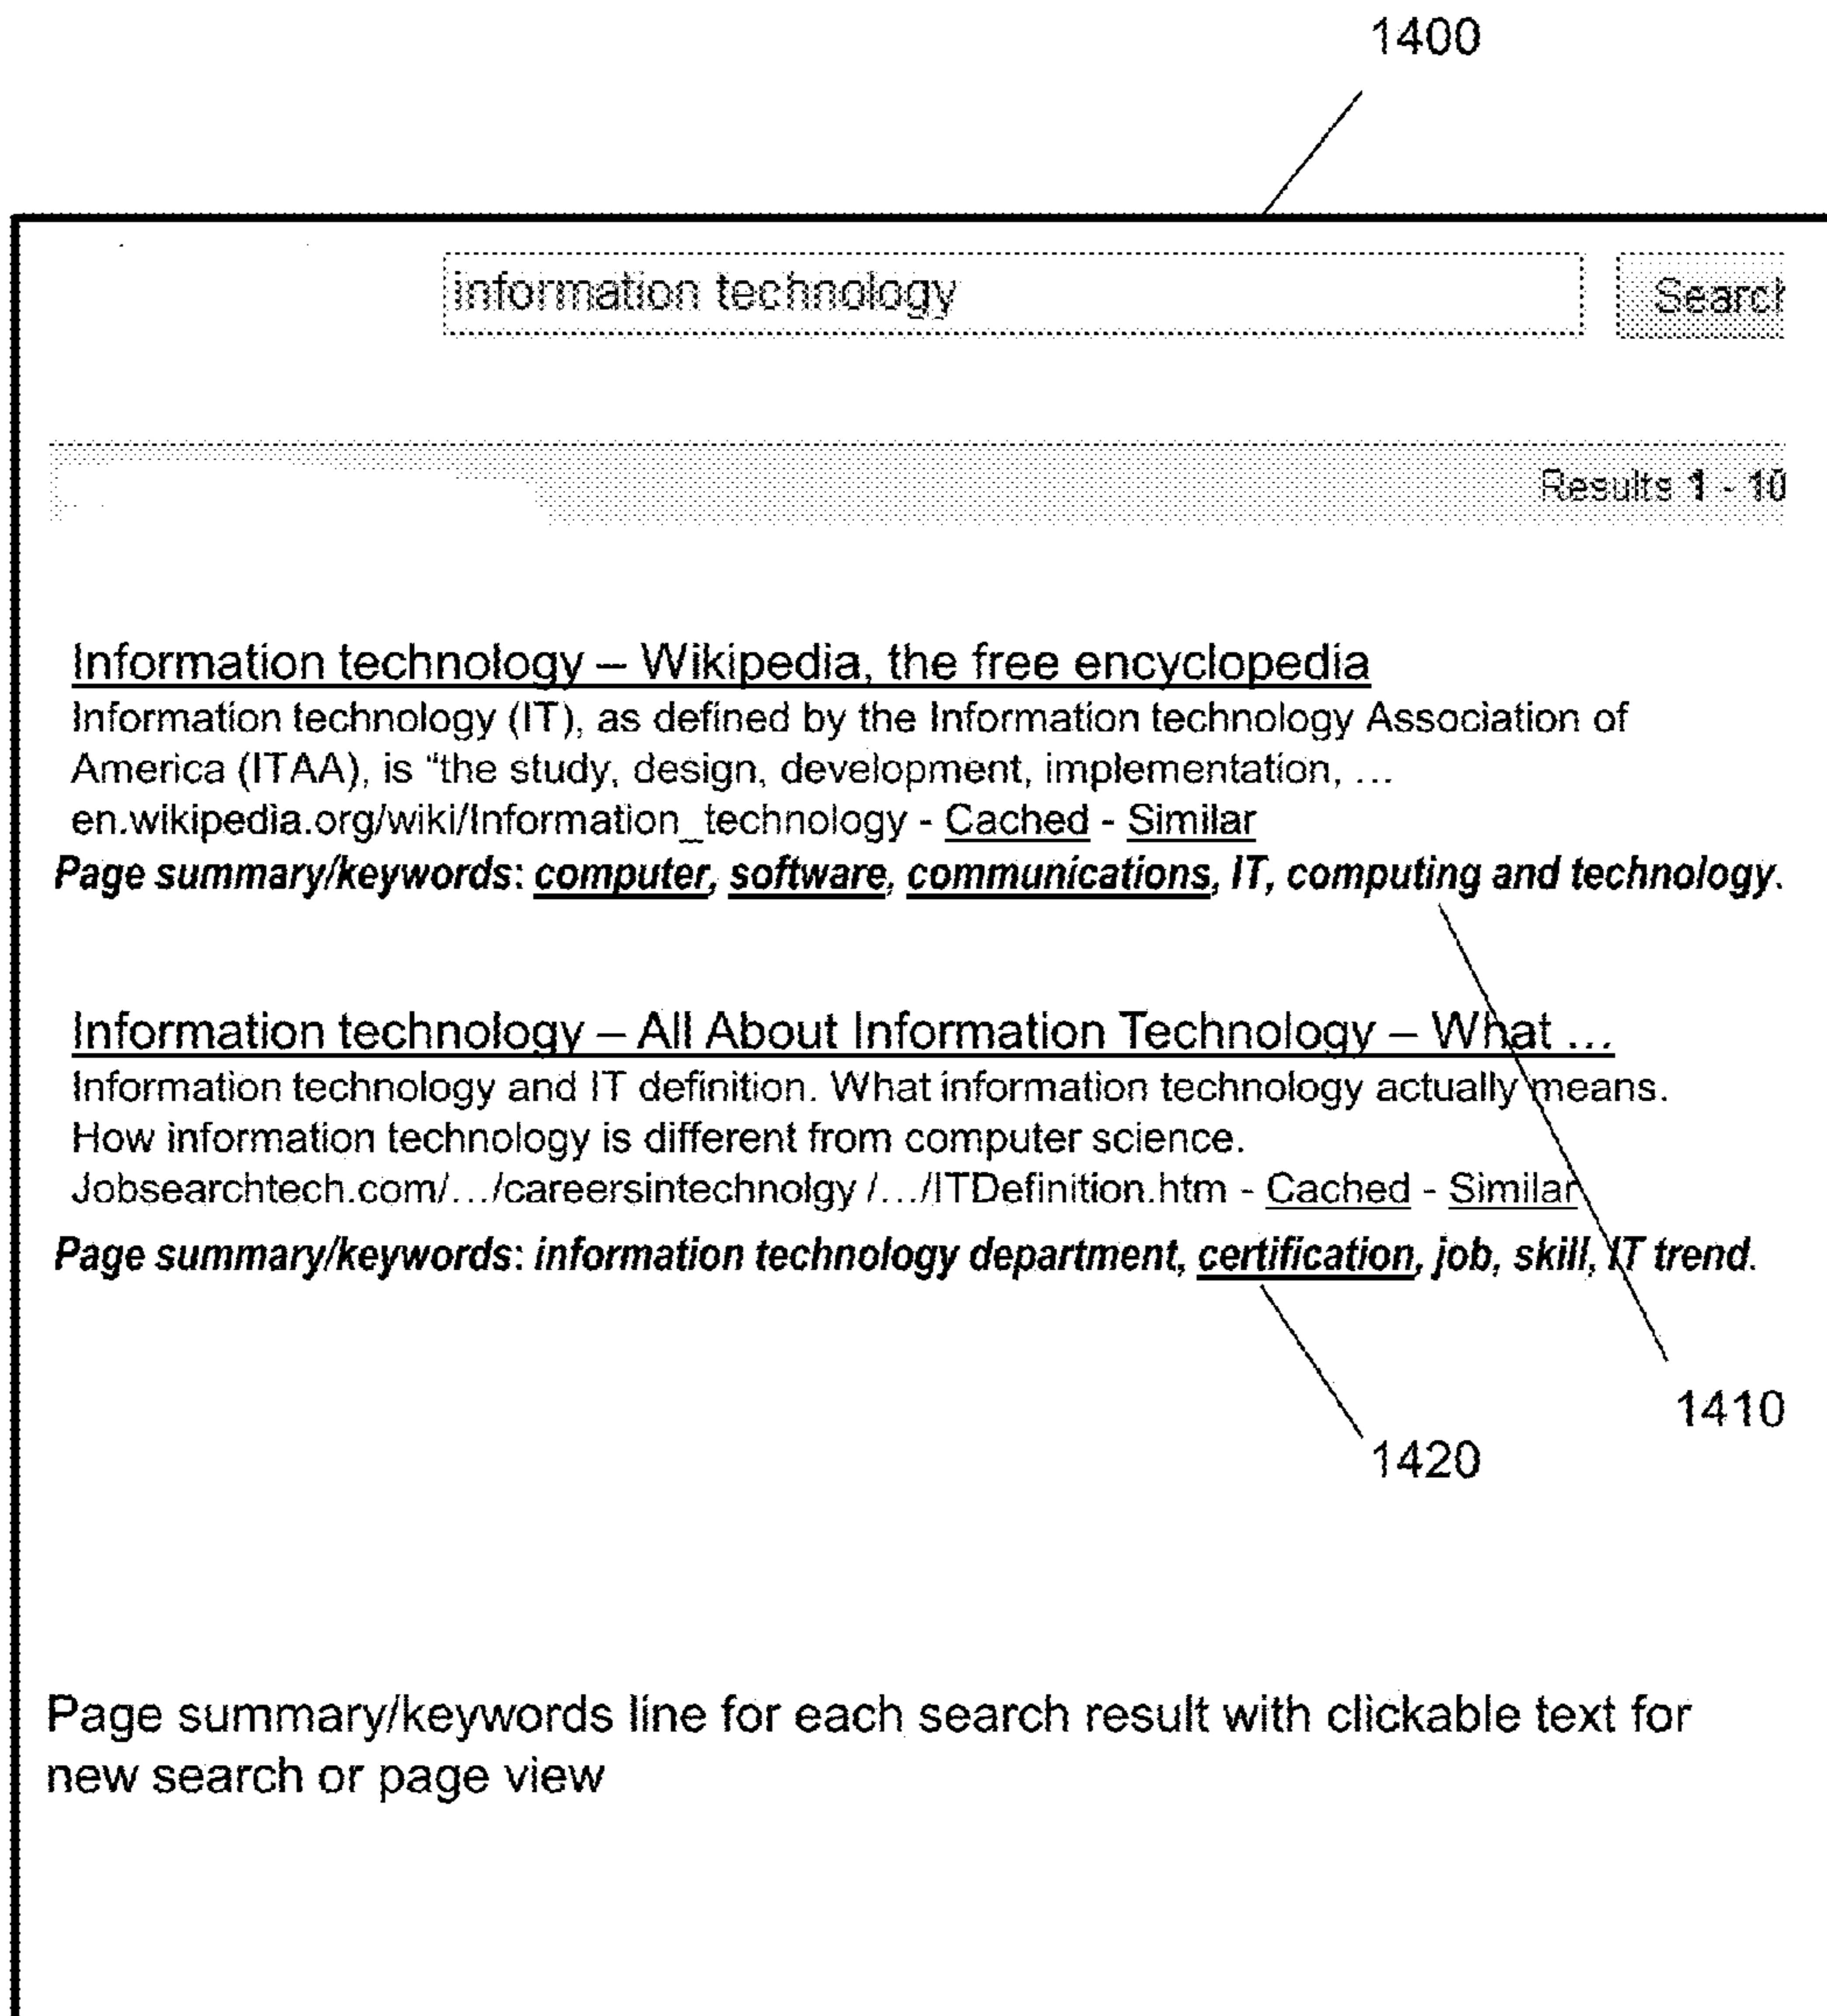 1400
information technology
Search
Results 1 - 10
Information technology – Wikipedia, the free encyclopedia
Information technology (IT), as defined by the Information technology Association of
America (ITAA), is “the study, design, development, implementation, ...
en.wikipedia.org/wiki/Information_technology - Cached - Similar
Page summary/keywords: computer, software, communications, IT, computing and technology.
Information technology – All About Information Technology – What ...
Information technology and IT definition. What information technology actually means.
How information technology is different from computer science.
Jobsearchtech.com/.../careersintechnolgy /.../ITDefinition.htm - Cached - Similar
Page summary/keywords: information technology department, certification, job, skill, IT trend.
1410
1420
Page summary/keywords line for each search result with clickable text for
new search or page view